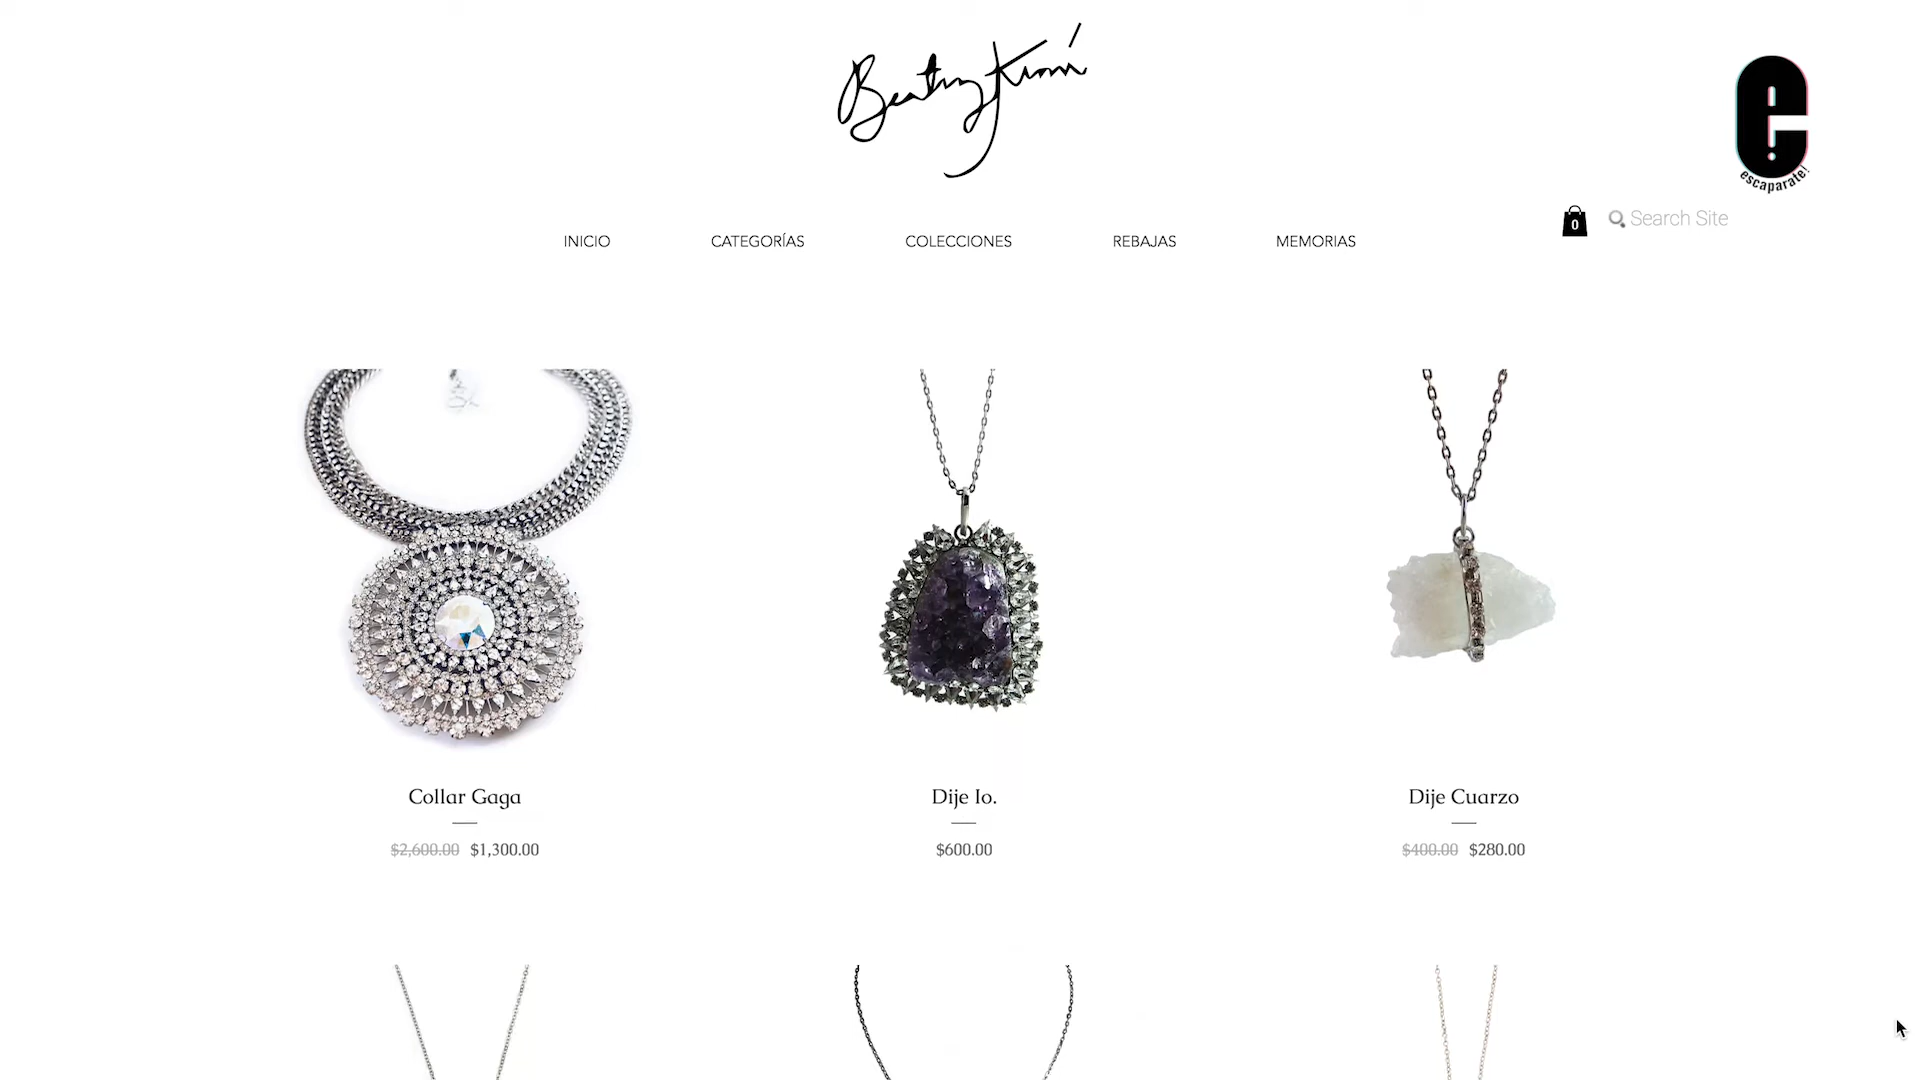 escaparate!
0 Search Site
INICIO CATEGORÍAS COLECCIONES REBAJAS MEMORIAS
Collar Gaga
$2,600.00 $1,300.00
Dije Io.
$600.00
Dije Cuarzo
$400.00 $280.00